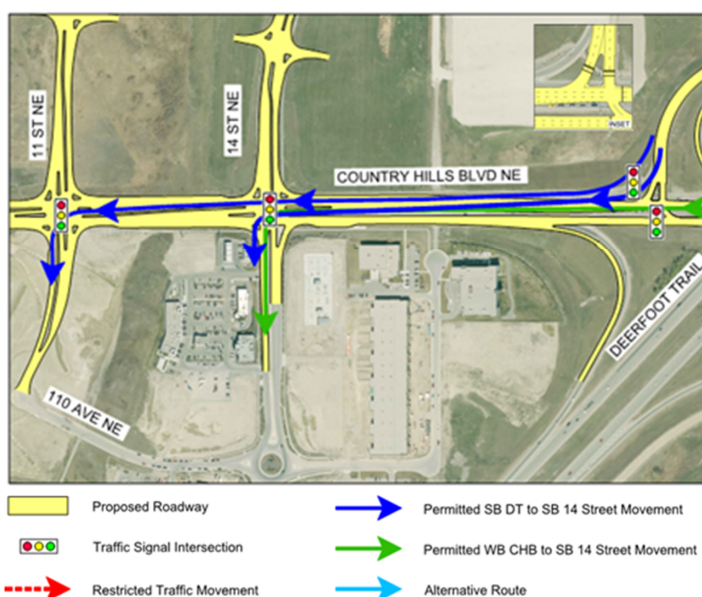 11 ST NE
14 ST NE
COUNTRY HILLS BLVD NE
INSET
DEERFOOT TRAIL
110 AVE NE
Proposed Roadway
Permitted SB DT to SB 14 Street Movement
Traffic Signal Intersection
Permitted WB CHB to SB 14 Street Movement
Restricted Traffic Movement
Alternative Route